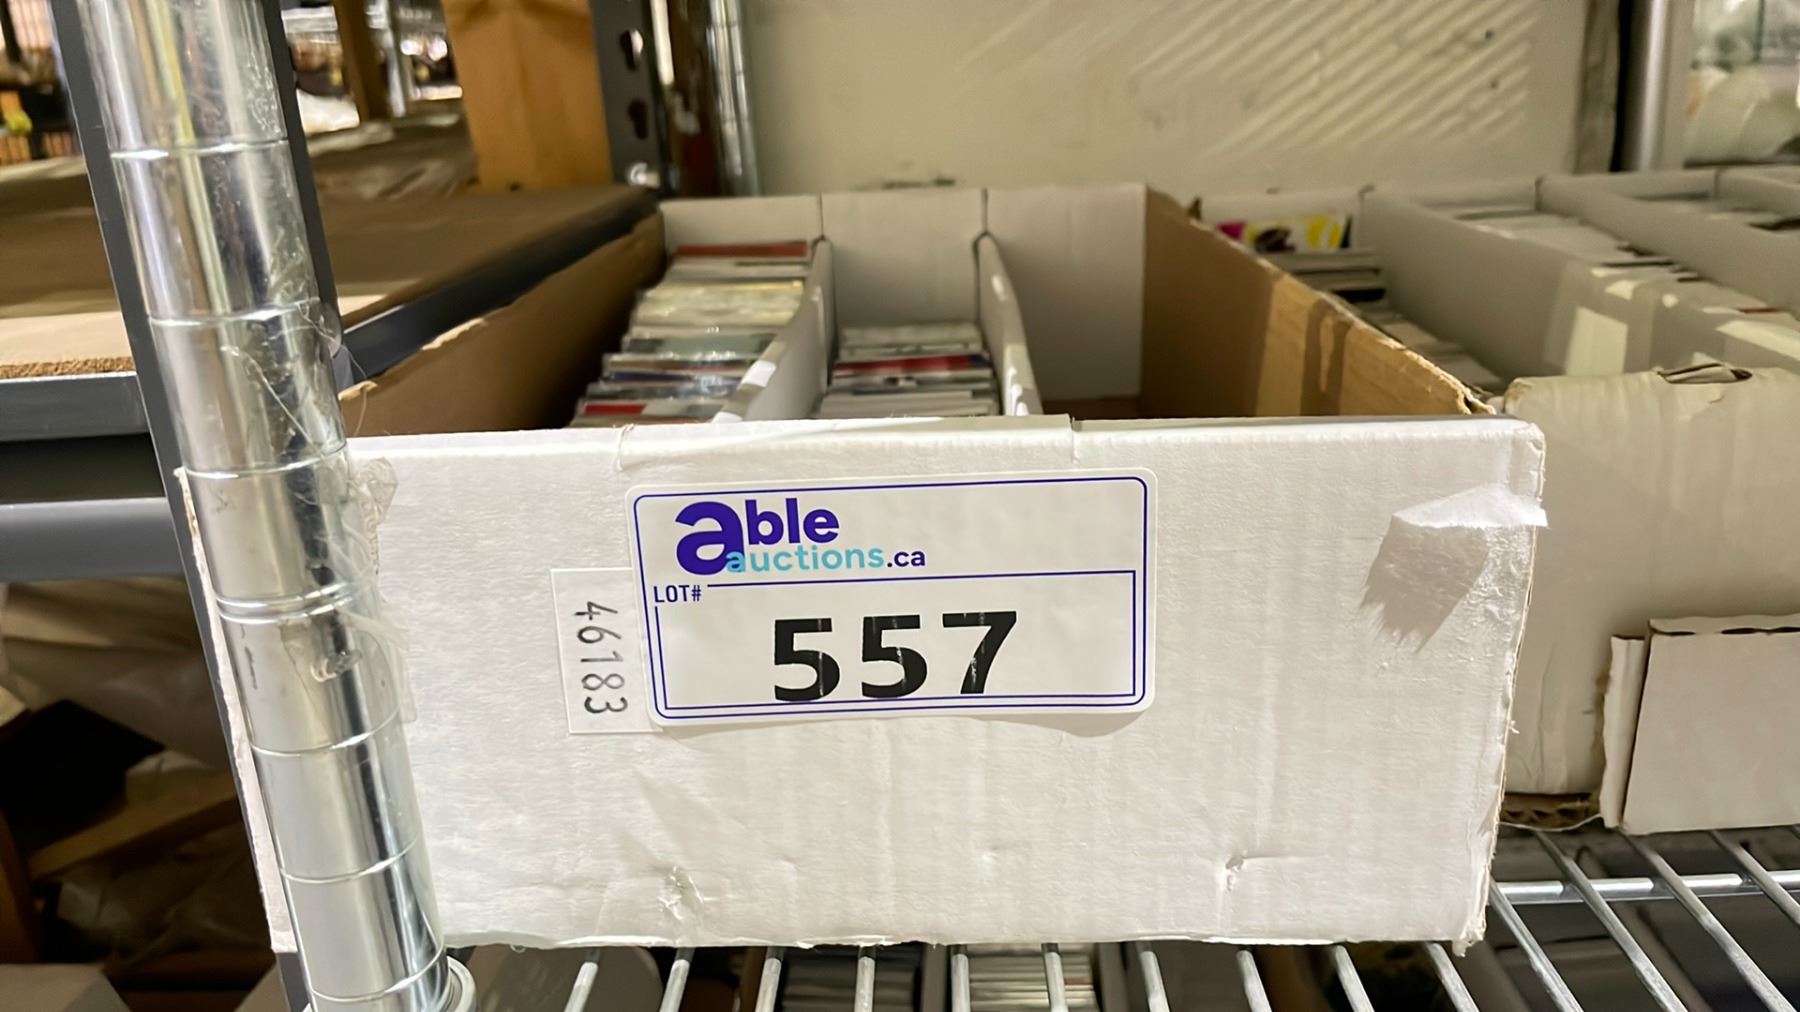 able
auctions.ca
LOT#
557
46183